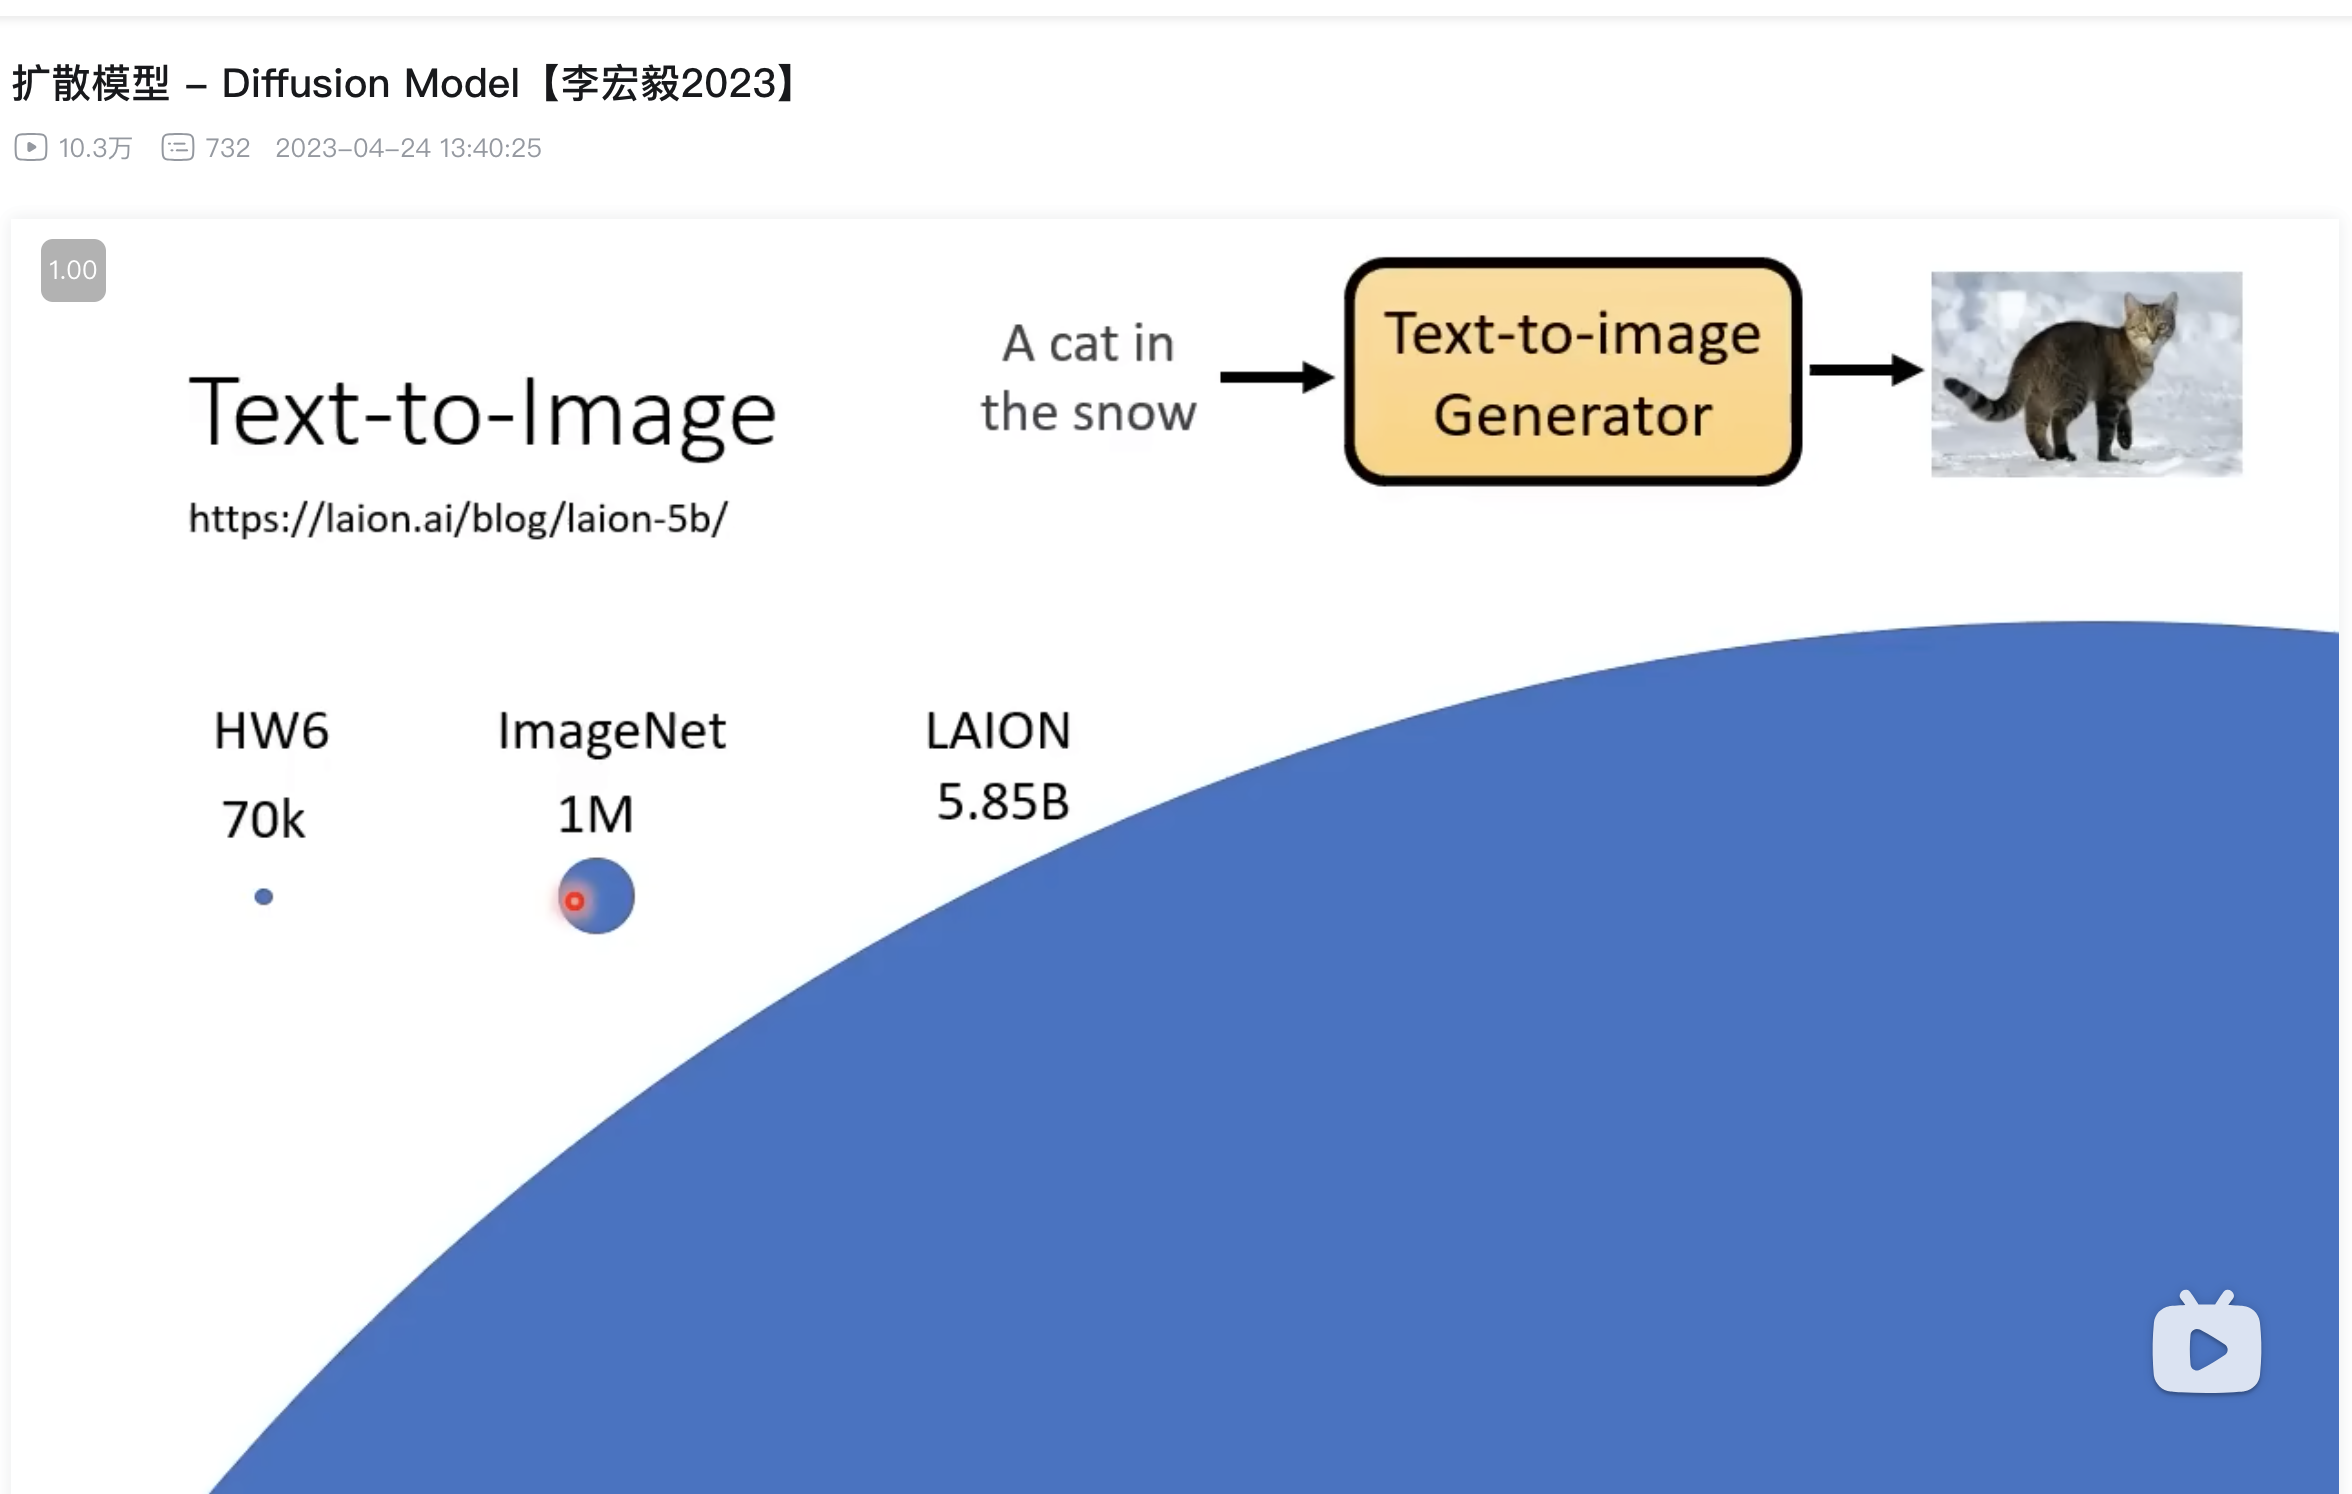 扩散模型 – Diffusion Model【李宏毅2023】
10.3万 732 2023-04-24 13:40:25
1.00
A cat in
the snow
Text-to-image
Generator
Text-to-Image
https://laion.ai/blog/laion-5b/
HW6 ImageNet LAION
70k 1M 5.85B